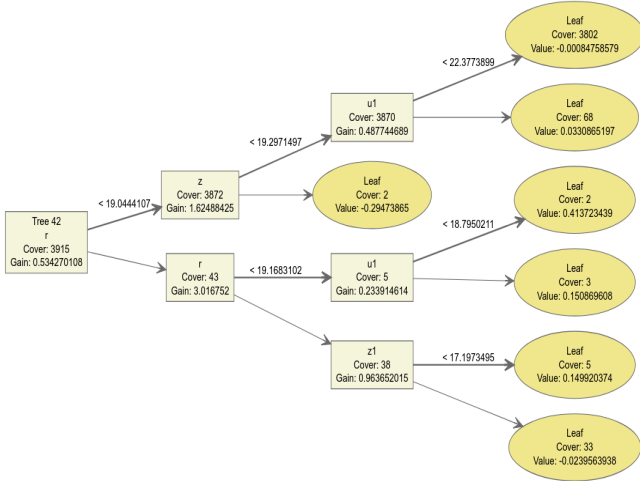 Leaf
Cover: 3802
Value: -0.00084758579
< 22.3773899
u1
Cover: 3870
Gain: 0.487744689
Leaf
Cover: 68
Value: 0.0330865197
< 19.2971497
z
Cover: 3872
Gain: 1.62488425
Leaf
Cover: 2
Value: -0.29473865
< 19.0444107
Tree 42
r
Cover: 3915
Gain: 0.534270108
Leaf
Cover: 2
Value: 0.413723439
< 18.7950211
r
Cover: 43
Gain: 3.016752
< 19.1683102
u1
Cover: 5
Gain: 0.233914614
Leaf
Cover: 3
Value: 0.150869608
z1
Cover: 38
Gain: 0.963652015
< 17.1973495
Leaf
Cover: 5
Value: 0.149920374
Leaf
Cover: 33
Value: -0.0239563938